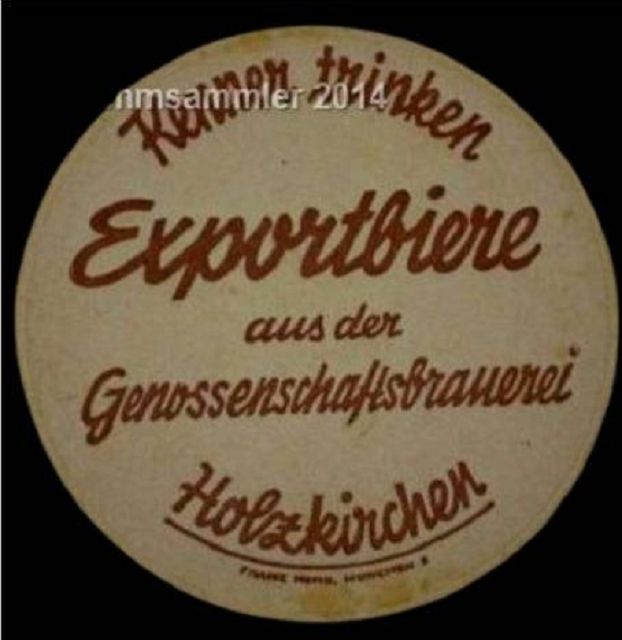 Kenner trinken
nmsammler 2014
Exportbiere
aus der
Genossenschaftsbrauerei
Holzkirchen